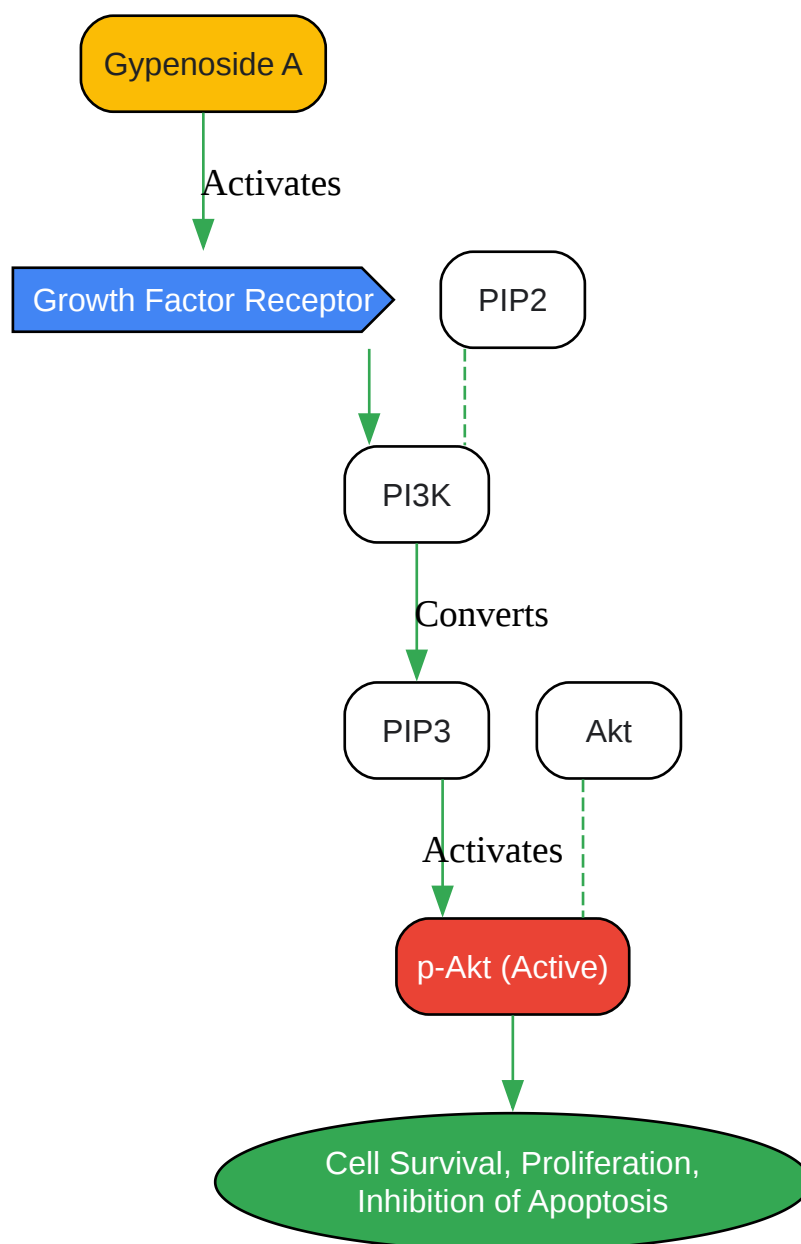 Gypenoside A
Activates
Growth Factor Receptor
PIP2
PI3K
Converts
PIP3
Akt
Activates
p-Akt (Active)
Cell Survival, Proliferation,
Inhibition of Apoptosis